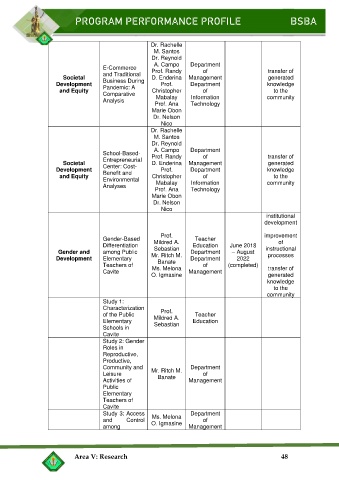 PROGRAM PERFORMANCE PROFILE BSBA
Societal
Development
and Equity
E-Commerce
and Traditional
Business During
Pandemic: A
Comparative
Analysis
Dr. Rachelle
M. Santos
Dr. Reynold
A. Campo
Prof. Randy
D. Enderina
Prof.
Christopher
Mabalay
Prof. Ana
Marie Obon
Dr. Nelson
Nico
Department
of
Management
Department
of
Information
Technology
transfer of
generated
knowledge
to the
community
Societal
Development
and Equity
School-Based
Entrepreneurial
Center: Cost-
Benefit and
Environmental
Analyses
Dr. Rachelle
M. Santos
Dr. Reynold
A. Campo
Prof. Randy
D. Enderina
Prof.
Christopher
Mabalay
Prof. Ana
Marie Obon
Dr. Nelson
Nico
Department
of
Management
Department
of
Information
Technology
transfer of
generated
knowledge
to the
community
Gender and
Development
Gender-Based
Differentiation
among Public
Elementary
Teachers of
Cavite
Prof.
Mildred A.
Sebastian
Mr. Ritch M.
Banate
Ms. Melona
O. Igmasine
Teacher
Education
Department
Department
of
Management
June 2018
– August
2022
(completed)
institutional
development
improvement
of
instructional
processes
transfer of
generated
knowledge
to the
community
Study 1:
Characterization
of the Public
Elementary
Schools in
Cavite
Prof.
Mildred A.
Sebastian
Teacher
Education
Study 2: Gender
Roles in
Reproductive,
Productive,
Community and
Leisure
Activities of
Public
Elementary
Teachers of
Cavite
Mr. Ritch M.
Banate
Department
of
Management
Study 3: Access
and Control
among
Ms. Melona
O. Igmasine
Department
of
Management
Area V: Research 48